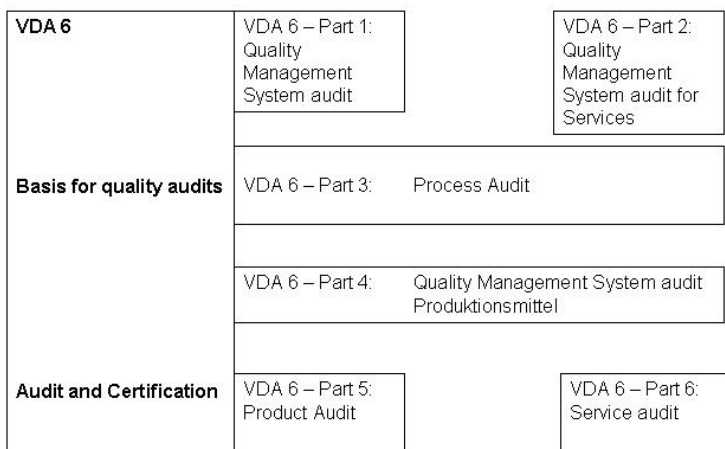 VDA 6
VDA 6 – Part 1:
Quality
Management
System audit
VDA 6 – Part 2:
Quality
Management
System audit for
Services
Basis for quality audits
VDA 6 – Part 3: Process Audit
VDA 6 – Part 4: Quality Management System audit
Produktionsmittel
Audit and Certification
VDA 6 – Part 5:
Product Audit
VDA 6 – Part 6:
Service audit